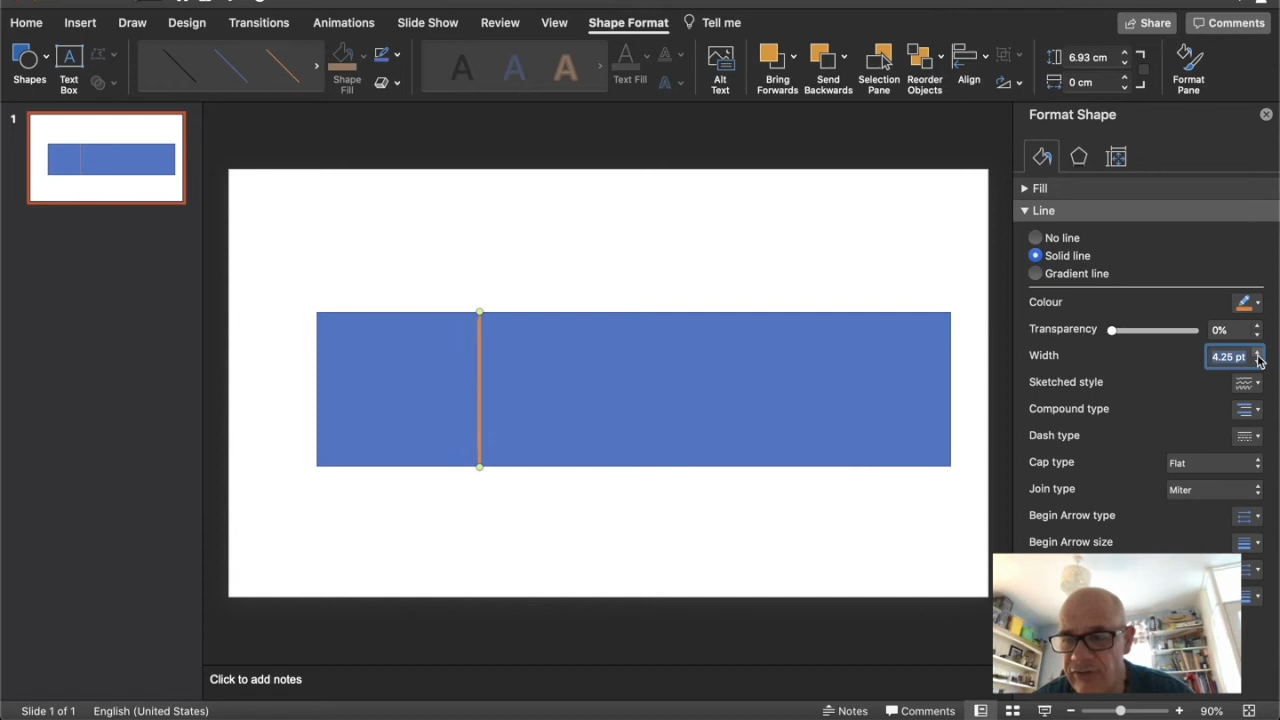 Home Insert Draw Design Transitions Animations Slide Show Review View Shape Format Tell me Share Comments
Shapes
Text Box
Shape Fill
A A A
Text Fill
Alt Text
Bring Forwards
Send Backwards
Selection Pane
Reorder Objects
Align
6.93 cm
0 cm
Format Pane
1
Format Shape
Fill
Line
No line
Solid line
Gradient line
Colour
Transparency 0%
Width 4.25 pt
Sketched style
Compound type
Dash type
Cap type Flat
Join type Miter
Begin Arrow type
Begin Arrow size
Click to add notes
Slide 1 of 1 English (United States) Notes Comments 90%